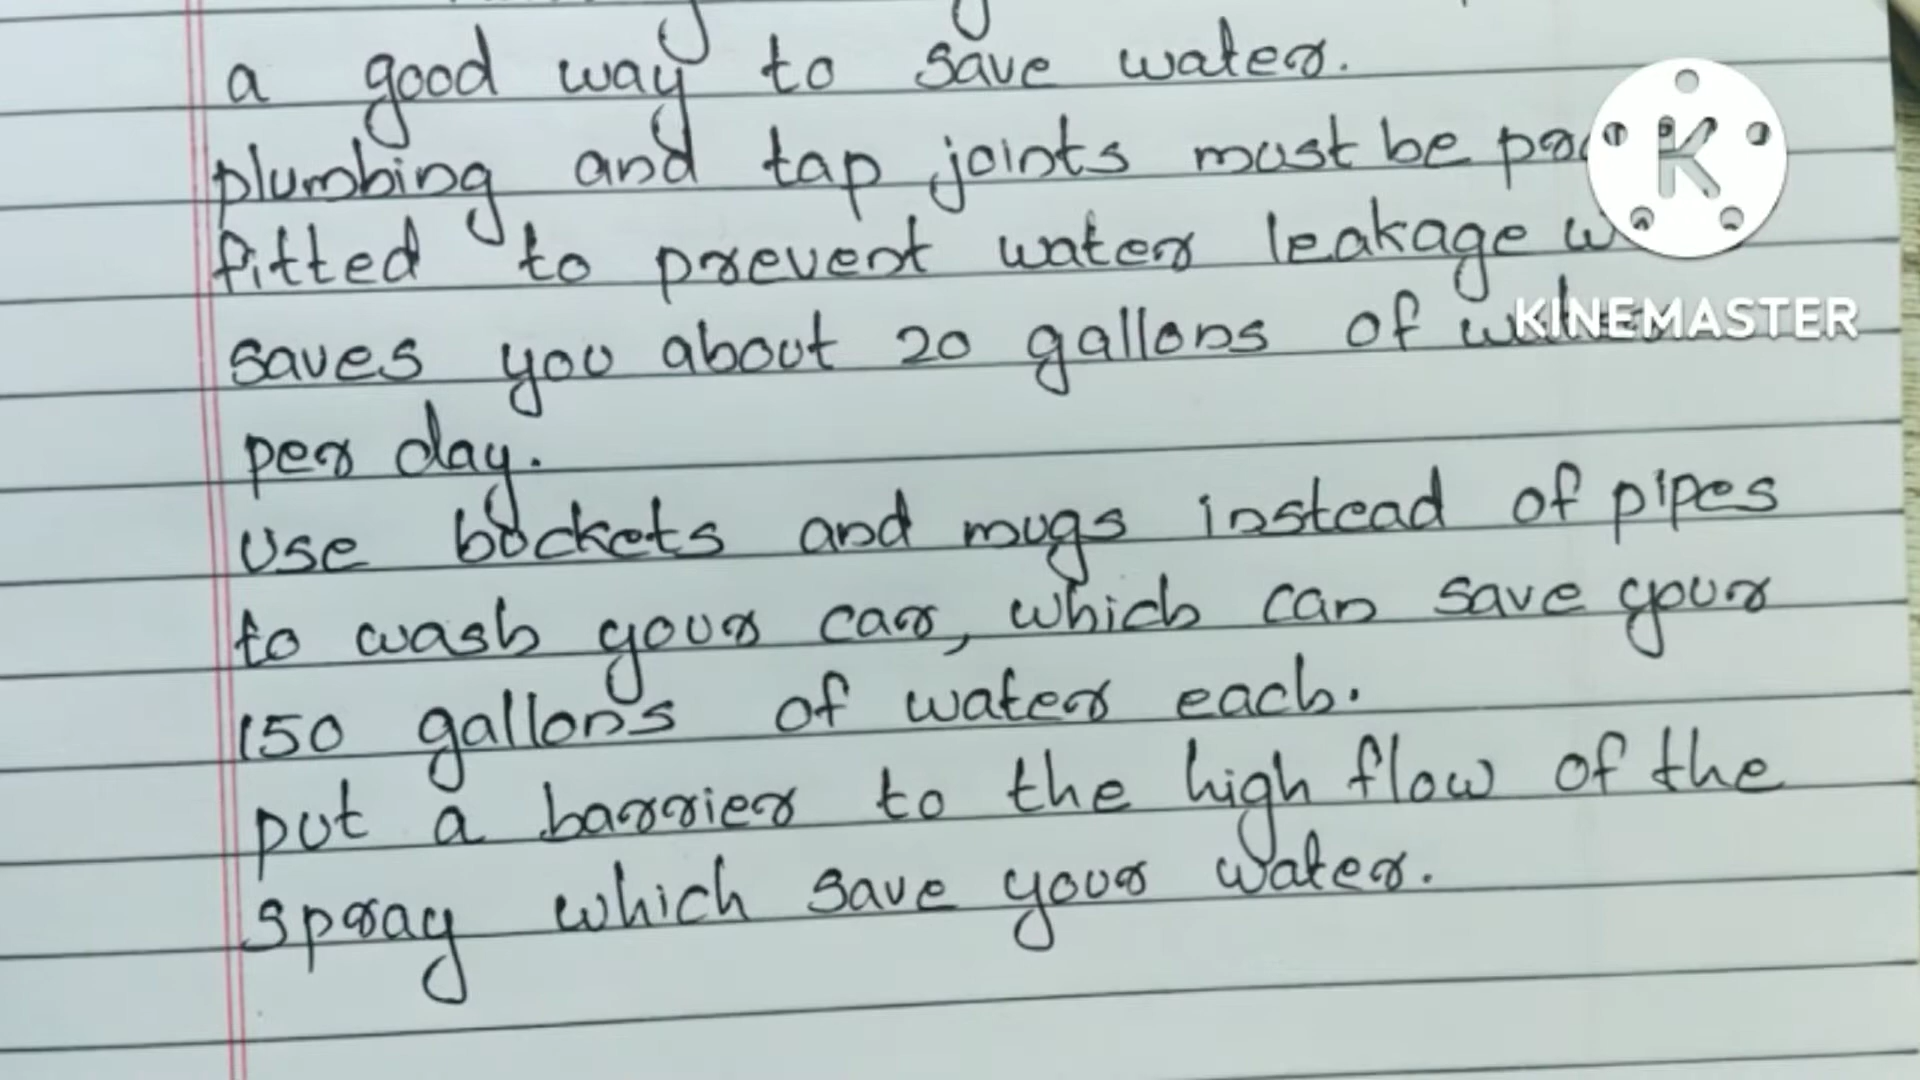 a good way to save water.
plumbing and tap joints must be
fitted to prevent water leakage
saves you about 20 gallons of
KINEMASTER
per day.
use buckets and mugs instead of pipes
to wash your car, which can save your
150 gallons of water each.
put a barrier to the high flow of the
spray which save your water.